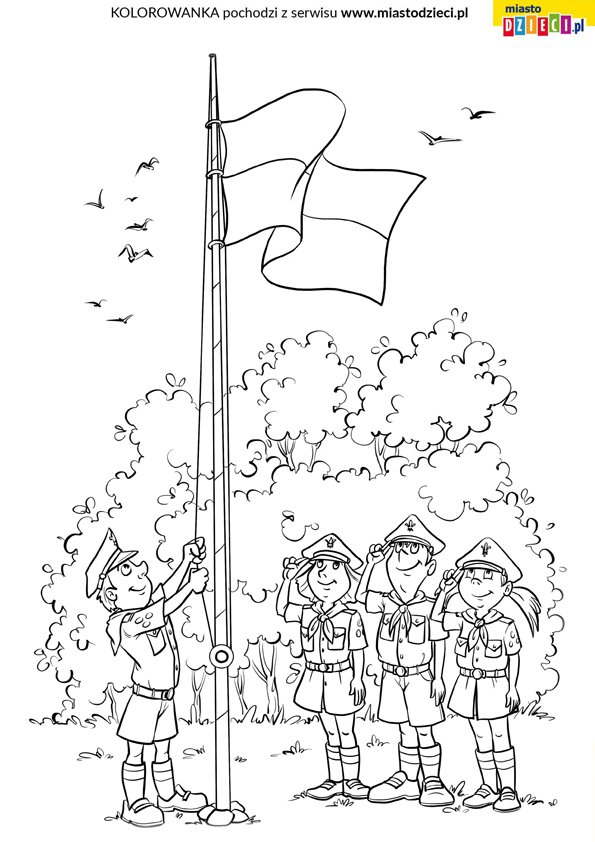 KOLOROWANKA pochodzi z serwisu www.miastodzieci.pl
miasto
DZIECI.pl